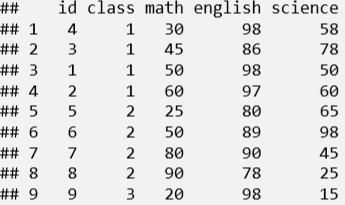 ##   id class math english science
## 1  4     1   30      98      58
## 2  3     1   45      86      78
## 3  1     1   50      98      50
## 4  2     1   60      97      60
## 5  5     2   25      80      65
## 6  6     2   50      89      98
## 7  7     2   80      90      45
## 8  8     2   90      78      25
## 9  9     3   20      98      15